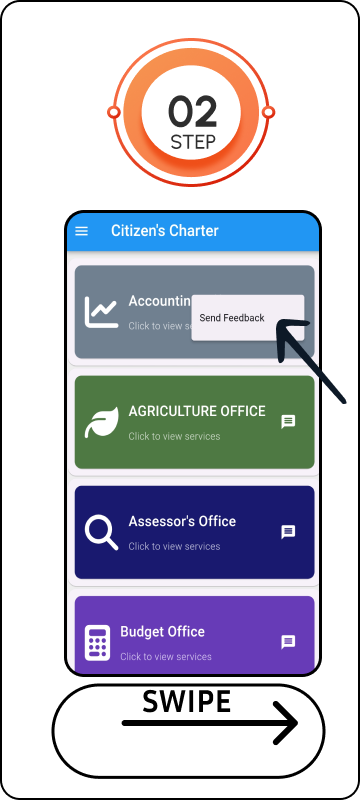 02
STEP
Citizen's Charter
Accountin
Send Feedback
Click to view se
AGRICULTURE OFFICE
Click to view services
Assessor's Office
Click to view services
Budget Office
Click to view services
SWIPE